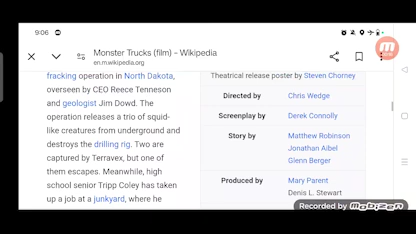 9:06
Monster Trucks (film) - Wikipedia
en.m.wikipedia.org
fracking operation in North Dakota,
overseen by CEO Reece Tenneson
and geologist Jim Dowd. The
operation releases a trio of squid-
like creatures from underground and
destroys the drilling rig. Two are
captured by Terravex, but one of
them escapes. Meanwhile, high
school senior Tripp Coley has taken
up a job at a junkyard, where he
Theatrical release poster by Steven Chorney
Directed by Chris Wedge
Screenplay by Derek Connolly
Story by Matthew Robinson
Jonathan Aibel
Glenn Berger
Produced by Mary Parent
Denis L. Stewart
Recorded by mobizen